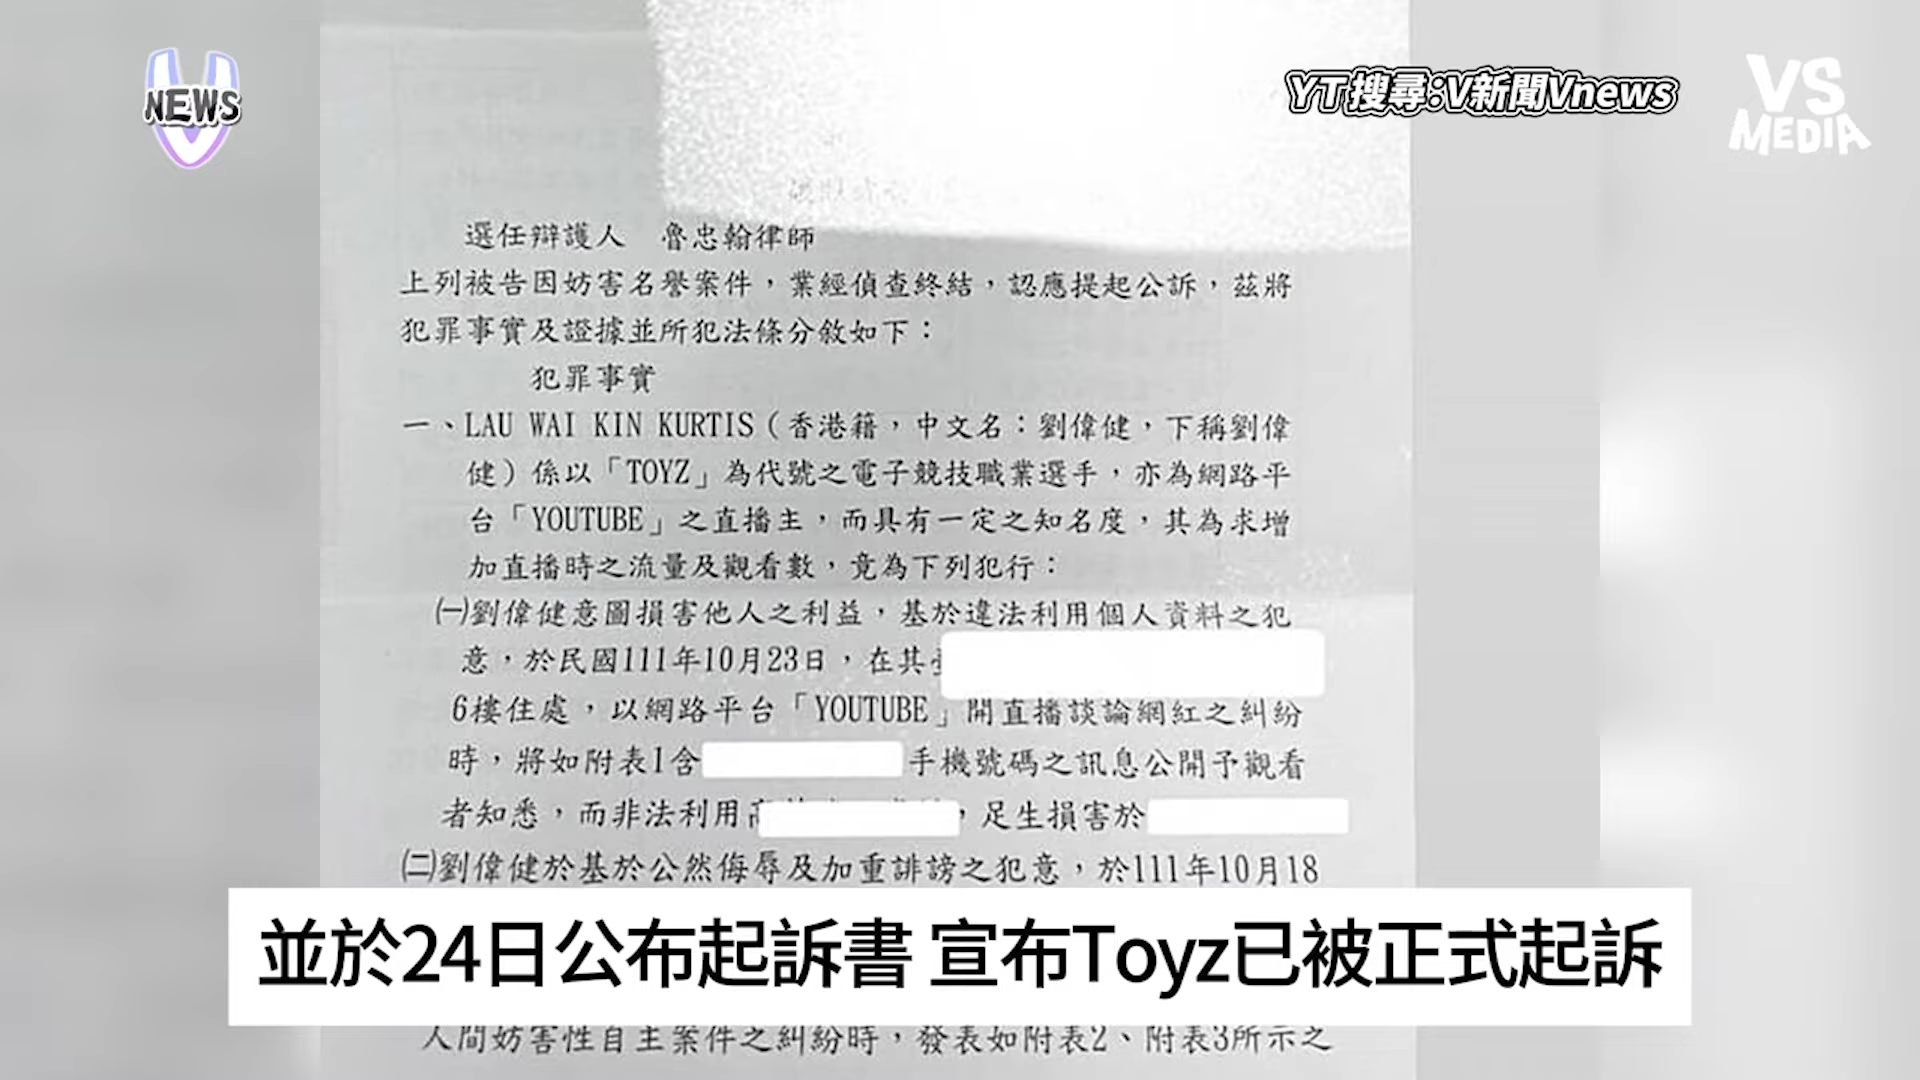 NEWS
YT搜尋:V新聞Vnews
VS
MEDIA
選任辯護人　魯忠翰律師
上列被告因妨害名譽案件，業經偵查終結，認應提起公訴，茲將
犯罪事實及證據並所犯法條分敘如下：
犯罪事實
一、LAU WAI KIN KURTIS（香港籍，中文名：劉偉健，下稱劉偉
健）係以「TOYZ」為代號之電子競技職業選手，亦為網路平
台「YOUTUBE」之直播主，而具有一定之知名度，其為求增
加直播時之流量及觀看數，竟為下列犯行：
㈠劉偉健意圖損害他人之利益，基於違法利用個人資料之犯
意，於民國111年10月23日，在其
6樓住處，以網路平台「YOUTUBE」開直播談論網紅之糾紛
時，將如附表1含 手機號碼之訊息公開予觀看
者知悉，而非法利用 ，足生損害於
㈡劉偉健於基於公然侮辱及加重誹謗之犯意，於111年10月18
並於24日公布起訴書 宣布Toyz已被正式起訴
人間妨害性自主案件之糾紛時，發表如附表2、附表3所示之